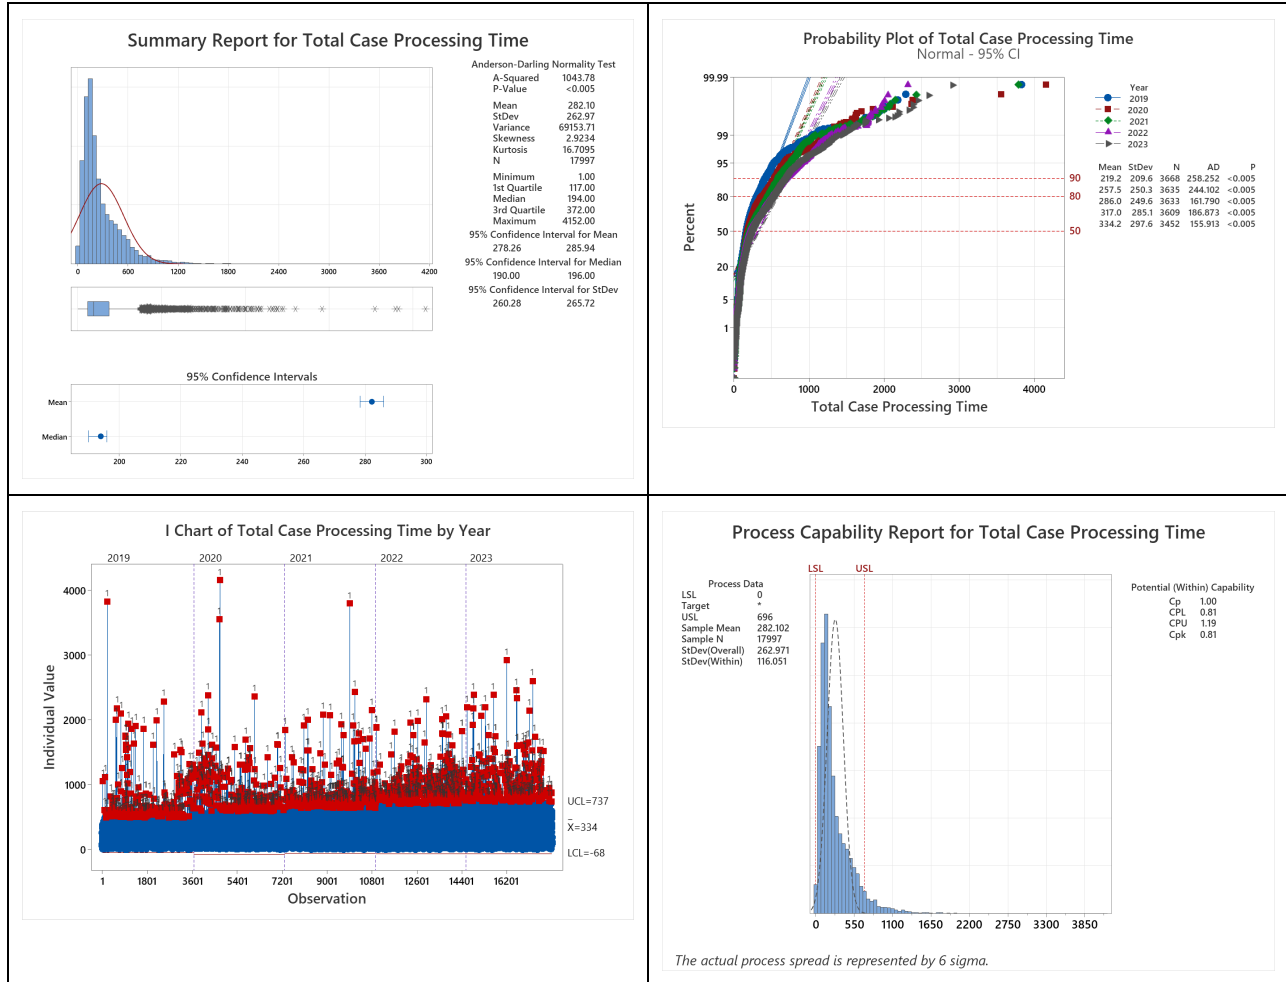 Summary Report for Total Case Processing Time
Anderson-Darling Normality Test
A-Squared 1043.78
P-Value <0.005
Mean 282.10
StDev 262.97
Variance 69153.71
Skewness 2.9234
Kurtosis 16.7095
N 17997
Minimum 1.00
1st Quartile 117.00
Median 194.00
3rd Quartile 372.00
Maximum 4152.00
95% Confidence Interval for Mean
278.26 285.94
95% Confidence Interval for Median
190.00 196.00
95% Confidence Interval for StDev
260.28 265.72
0 600 1200 1800 2400 3000 3600 4200
95% Confidence Intervals
Mean
Median
200 220 240 260 280 300
Probability Plot of Total Case Processing Time
Normal - 95% CI
Percent
99.99
99
95
80
50
20
5
1
90
80
50
0 1000 2000 3000 4000
Total Case Processing Time
Year
2019
2020
2021
2022
2023
Mean StDev N AD P
219.2 209.6 3668 258.252 <0.005
257.5 250.3 3635 244.102 <0.005
286.0 249.6 3633 161.790 <0.005
317.0 285.1 3609 186.873 <0.005
334.2 297.6 3452 155.913 <0.005
I Chart of Total Case Processing Time by Year
2019 2020 2021 2022 2023
Individual Value
4000
3000
2000
1000
0
UCL=737
X̄=334
LCL=-68
1 1801 3601 5401 7201 9001 10801 12601 14401 16201
Observation
Process Capability Report for Total Case Processing Time
LSL USL
Process Data
LSL 0
Target *
USL 696
Sample Mean 282.102
Sample N 17997
StDev(Overall) 262.971
StDev(Within) 116.051
Potential (Within) Capability
Cp 1.00
CPL 0.81
CPU 1.19
Cpk 0.81
0 550 1100 1650 2200 2750 3300 3850
The actual process spread is represented by 6 sigma.